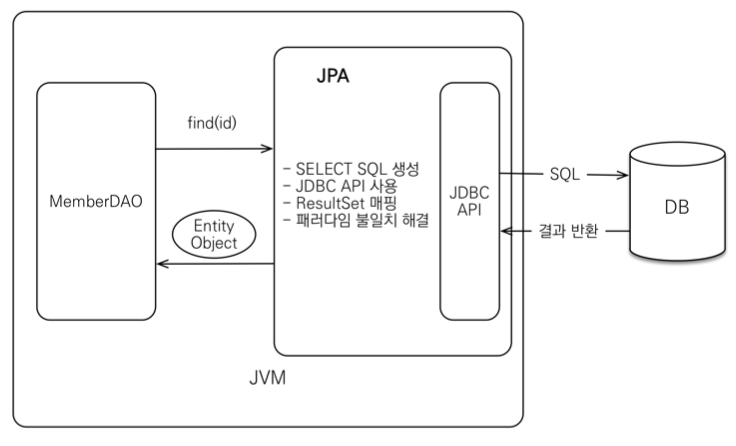 JPA
find(id)
- SELECT SQL 생성
- JDBC API 사용
- ResultSet 매핑
- 패러다임 불일치 해결
MemberDAO
Entity
Object
JDBC
API
SQL
결과 반환
DB
JVM